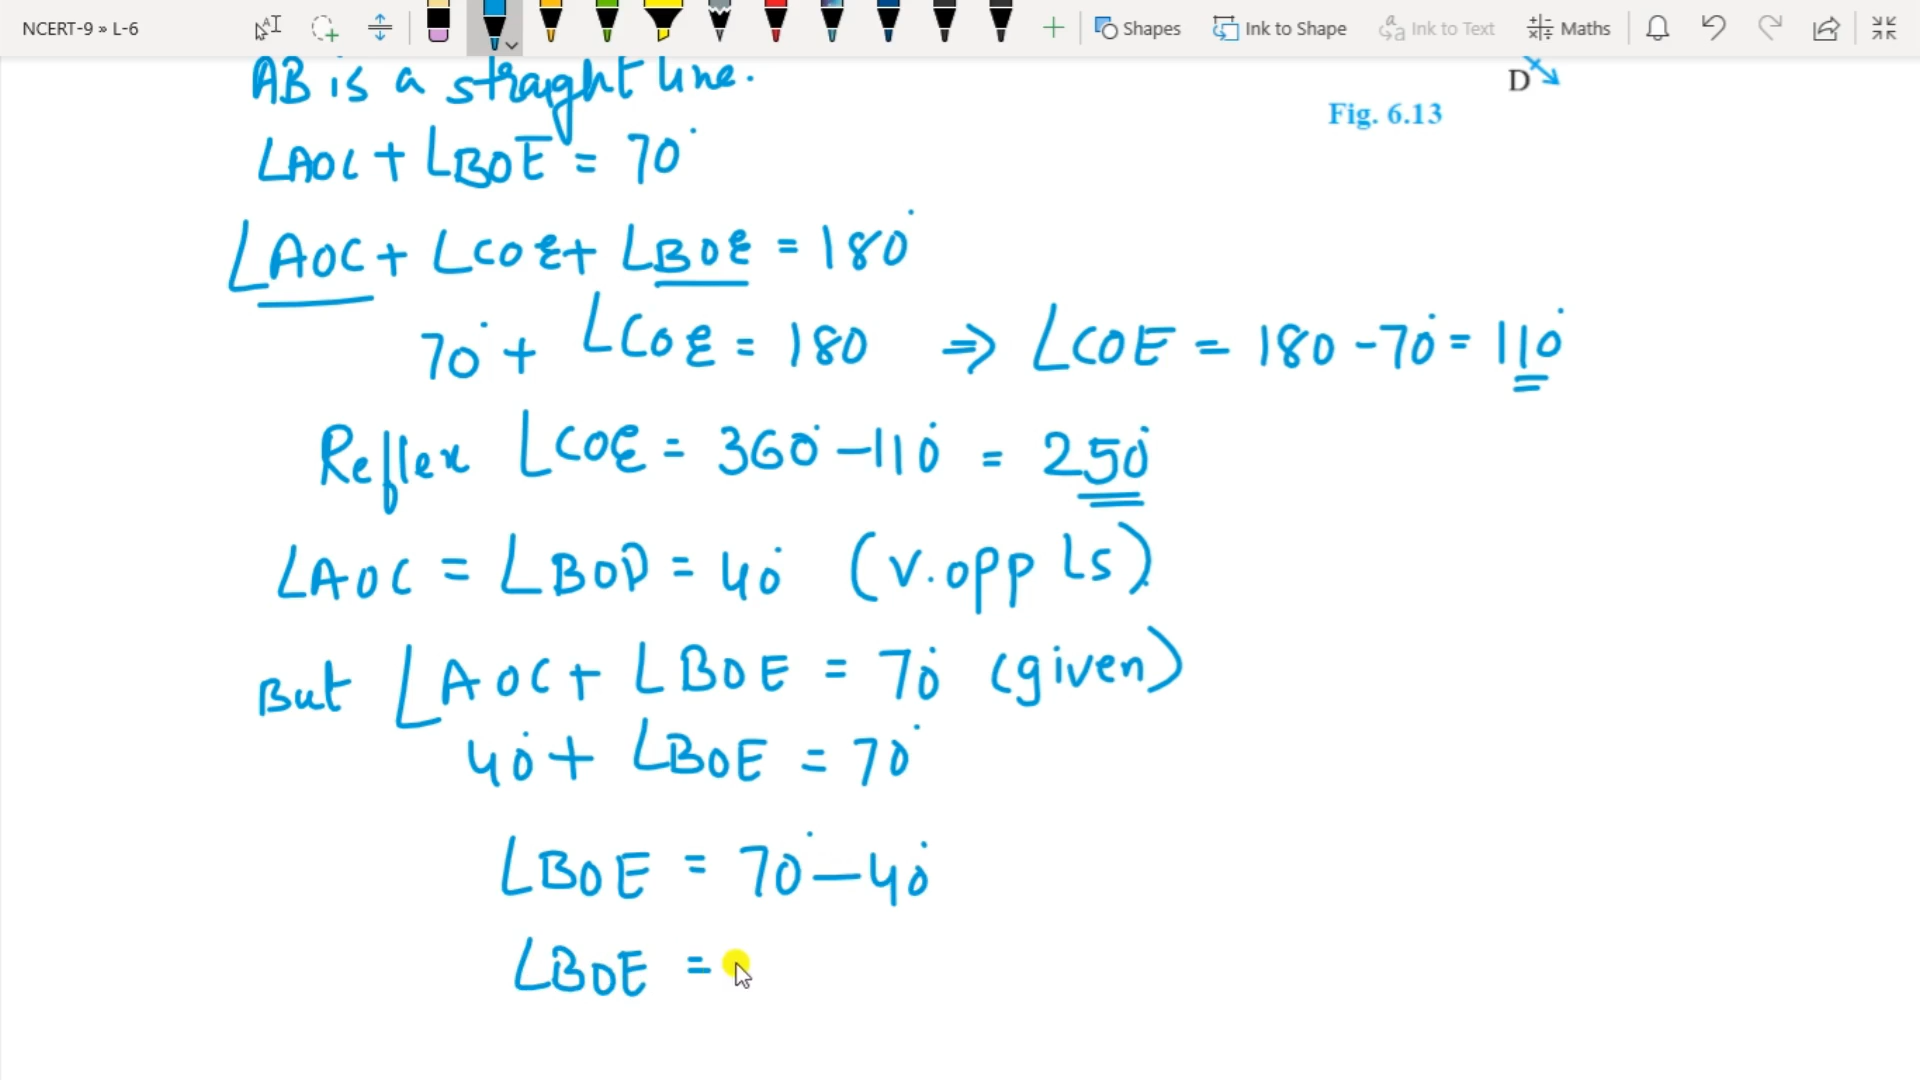 NCERT-9 » L-6
Shapes
Ink to Shape
Ink to Text
Maths
AB is a straight line.
D
Fig. 6.13
∠AOC + ∠BOE = 70°
∠AOC + ∠COE + ∠BOE = 180°
70° + ∠COE = 180 ⇒ ∠COE = 180 - 70° = 110°
Reflex ∠COE = 360° - 110° = 250°
∠AOC = ∠BOD = 40° (V.opp ∠s)
But ∠AOC + ∠BOE = 70° (given)
40° + ∠BOE = 70°
∠BOE = 70° - 40°
∠BOE =